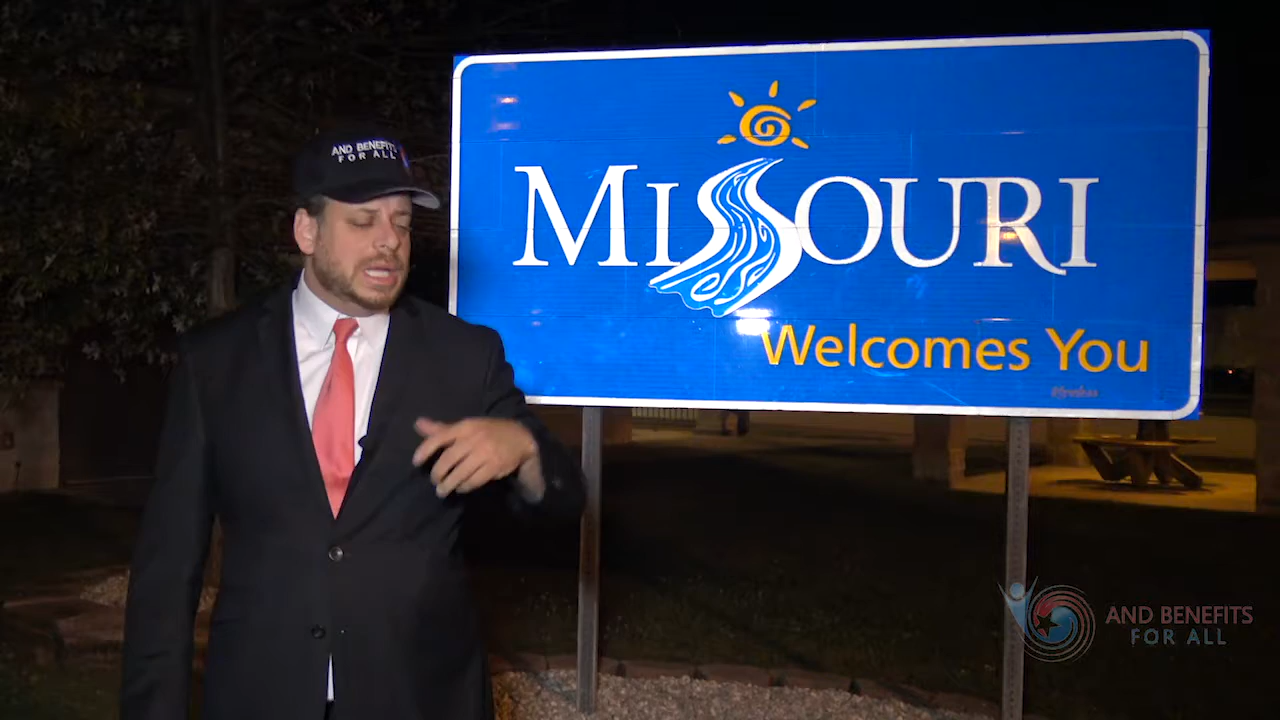 AND BENEFITS
FOR ALL
MISSOURI
Welcomes You
AND BENEFITS
FOR ALL